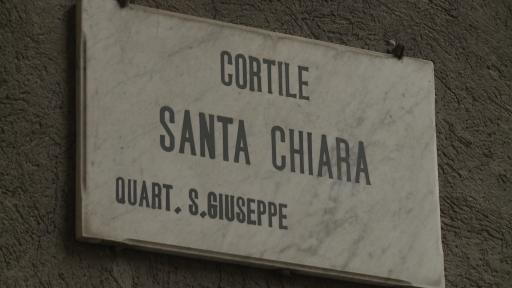 CORTILE
SANTA CHIARA
QUART. S.GIUSEPPE